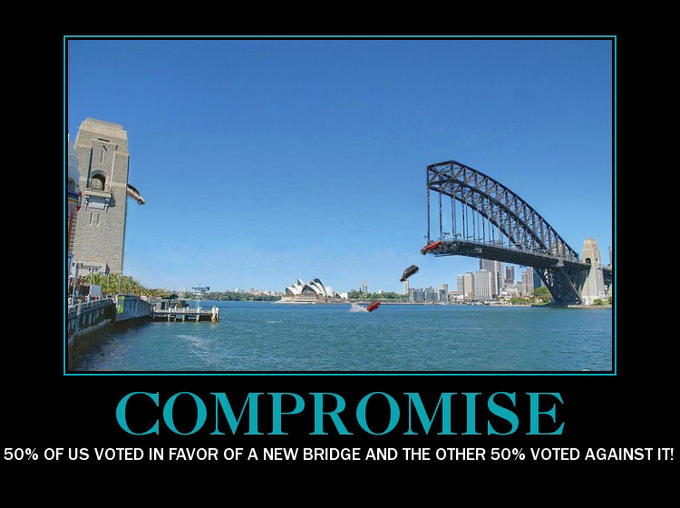 COMPROMISE
50% OF US VOTED IN FAVOR OF A NEW BRIDGE AND THE OTHER 50% VOTED AGAINST IT!